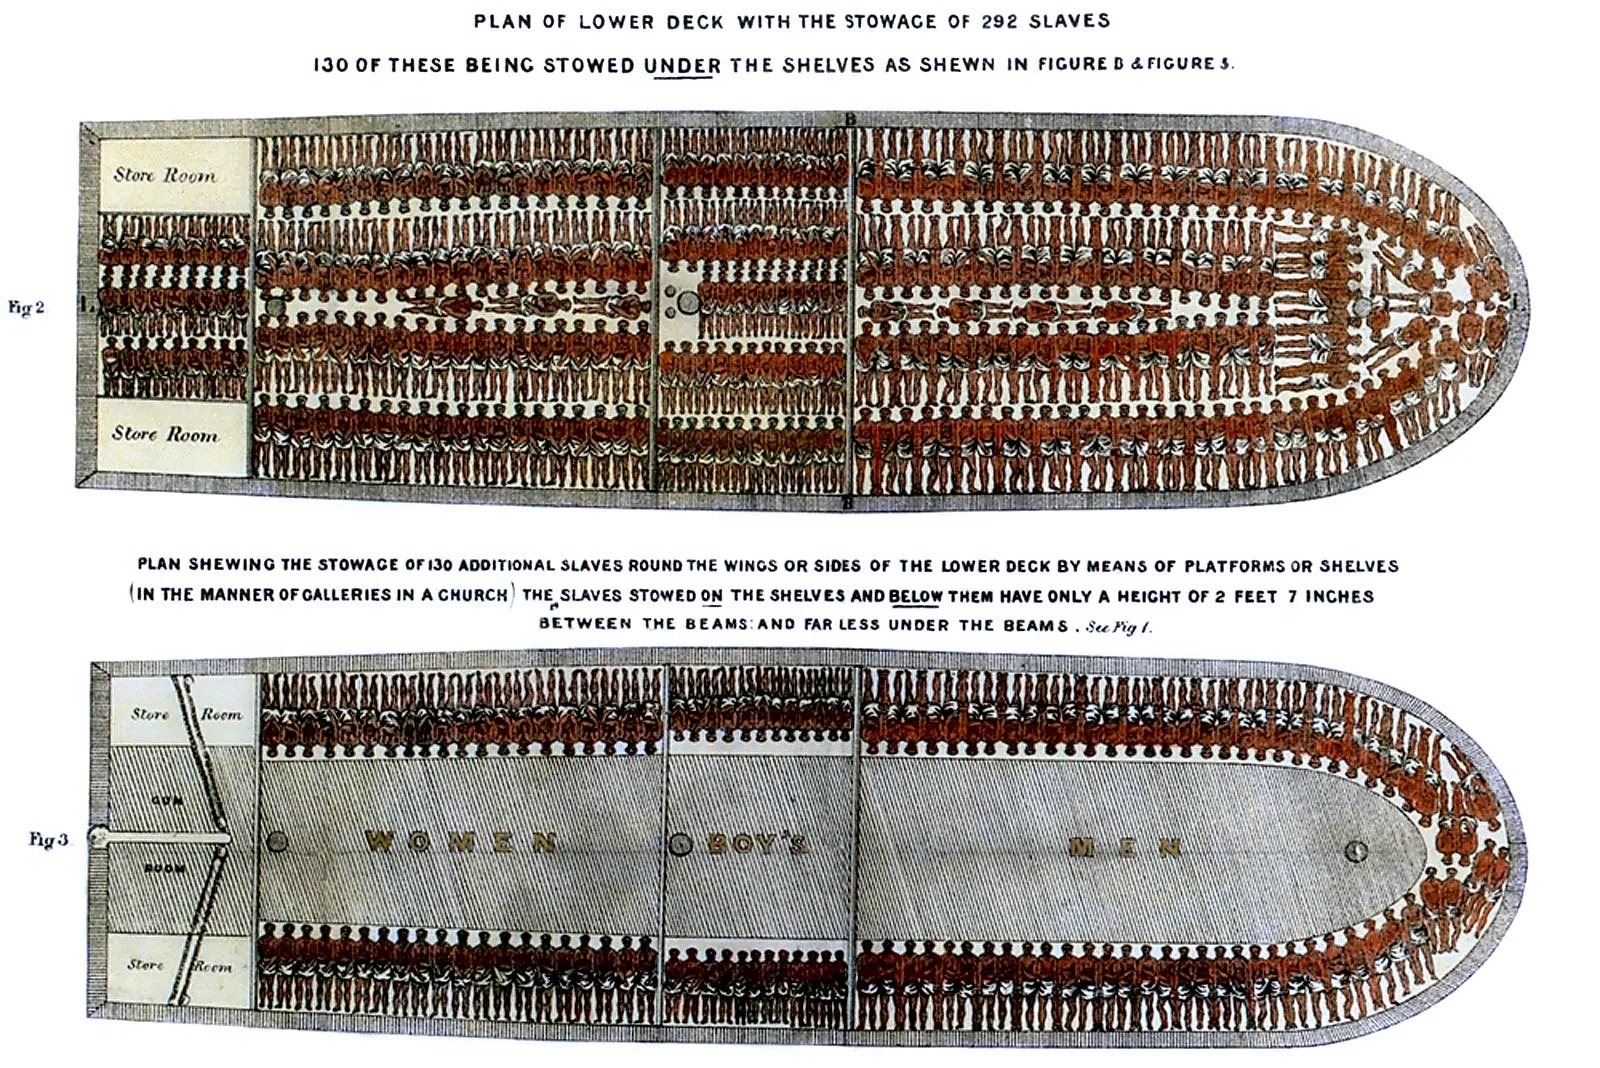 PLAN OF LOWER DECK WITH THE STOWAGE OF 292 SLAVES
130 OF THESE BEING STOWED UNDER THE SHELVES AS SHEWN IN FIGURE B & FIGURE 3.
B
Store Room
Fig 2
Store Room
B
PLAN SHEWING THE STOWAGE OF 130 ADDITIONAL SLAVES ROUND THE WINGS OR SIDES OF THE LOWER DECK BY MEANS OF PLATFORMS OR SHELVES
(IN THE MANNER OF GALLERIES IN A CHURCH) THE SLAVES STOWED ON THE SHELVES AND BELOW THEM HAVE ONLY A HEIGHT OF 2 FEET 7 INCHES
BETWEEN THE BEAMS: AND FAR LESS UNDER THE BEAMS. See Fig 1.
Store Room
GUN
Fig 3
WOMEN
BOY'S
MEN
ROOM
Store Room